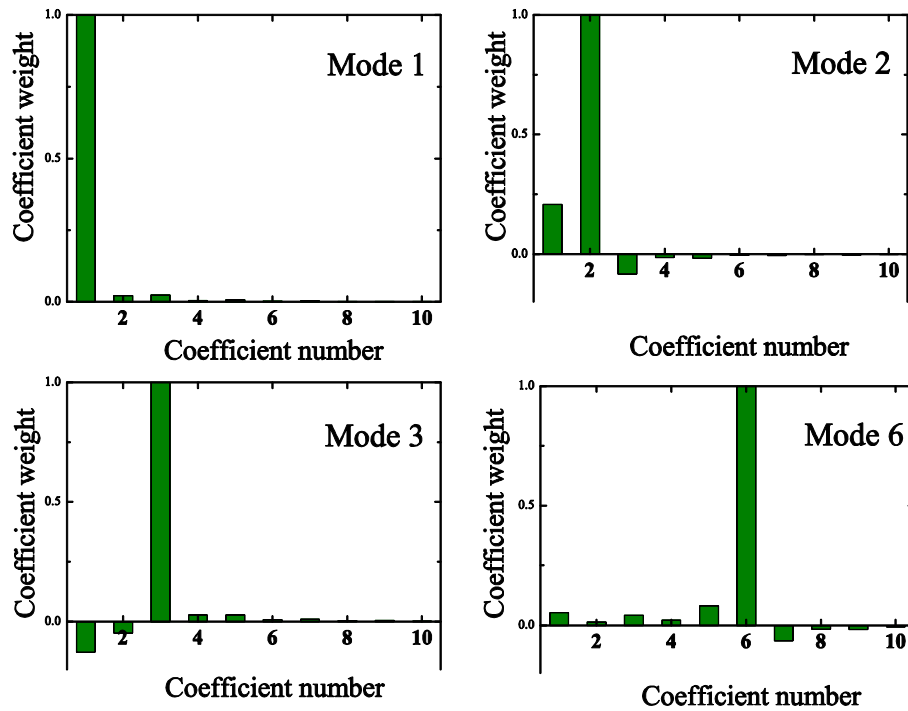 Mode 1
Coefficient weight
1.0
0.5
0.0
2 4 6 8 10
Coefficient number
Mode 2
Coefficient weight
1.0
0.5
0.0
2 4 6 8 10
Coefficient number
Mode 3
Coefficient weight
1.0
0.5
0.0
2 4 6 8 10
Coefficient number
Mode 6
Coefficient weight
1.0
0.5
0.0
2 4 6 8 10
Coefficient number